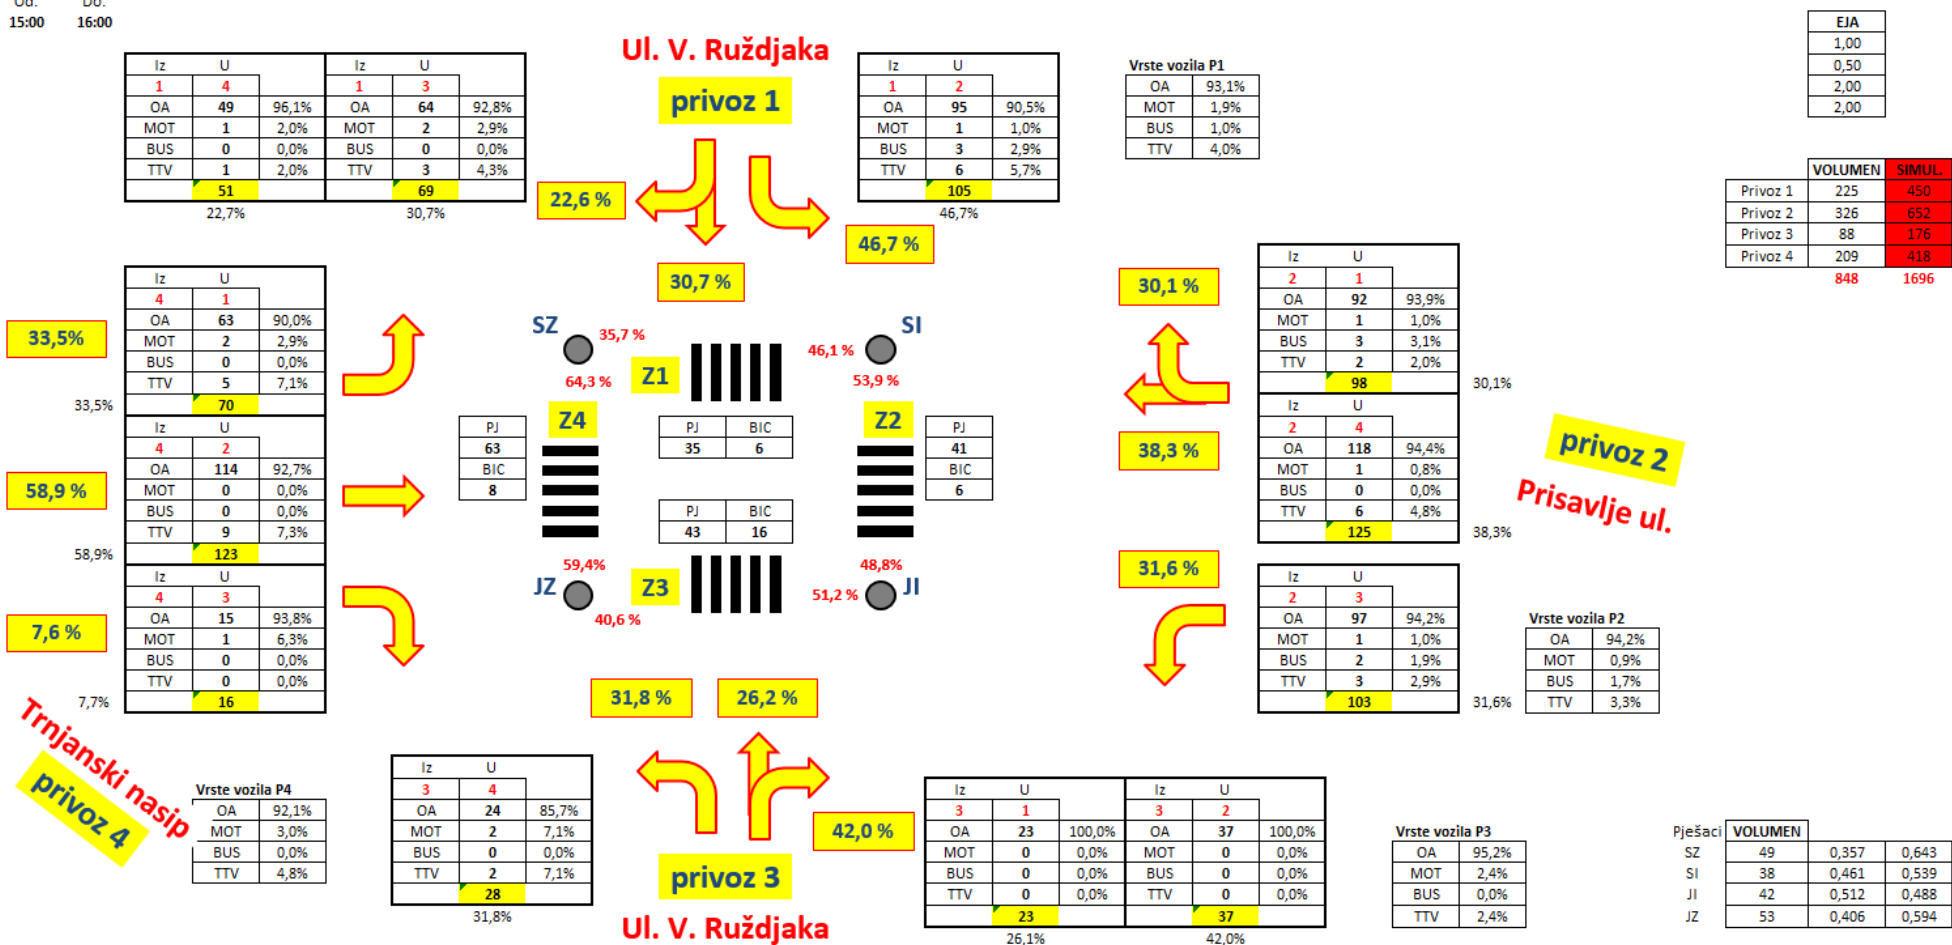 Od: Do:
15:00 16:00
EJA
1,00
0,50
2,00
2,00
Ul. V. Ruždjaka
privoz 1
Iz U Iz U
1 4 1 3
OA 49 96,1% OA 64 92,8%
MOT 1 2,0% MOT 2 2,9%
BUS 0 0,0% BUS 0 0,0%
TTV 1 2,0% TTV 3 4,3%
51 69
22,7% 30,7%
Iz U
1 2
OA 95 90,5%
MOT 1 1,0%
BUS 3 2,9%
TTV 6 5,7%
105
46,7%
Vrste vozila P1
OA 93,1%
MOT 1,9%
BUS 1,0%
TTV 4,0%
VOLUMEN SIMUL.
Privoz 1 225 450
Privoz 2 326 652
Privoz 3 88 176
Privoz 4 209 418
848 1696
22,6 %
46,7 %
30,7 %
Iz U
4 1
OA 63 90,0%
MOT 2 2,9%
BUS 0 0,0%
TTV 5 7,1%
33,5% 70
33,5%
Iz U
4 2
OA 114 92,7%
MOT 0 0,0%
BUS 0 0,0%
TTV 9 7,3%
58,9% 123
58,9 %
Iz U
4 3
OA 15 93,8%
MOT 1 6,3%
BUS 0 0,0%
TTV 0 0,0%
7,7% 16
7,6 %
SZ 35,7 %
64,3 %
Z1
SI
46,1 %
53,9 %
Z4
Z2
PJ
63
BIC
8
PJ BIC
35 6
PJ
41
BIC
6
PJ BIC
43 16
59,4%
JZ
40,6 %
Z3
48,8%
51,2 % JI
30,1 %
38,3 %
31,6 %
Iz U
2 1
OA 92 93,9%
MOT 1 1,0%
BUS 3 3,1%
TTV 2 2,0%
98 30,1%
Iz U
2 4
OA 118 94,4%
MOT 1 0,8%
BUS 0 0,0%
TTV 6 4,8%
125 38,3%
Iz U
2 3
OA 97 94,2%
MOT 1 1,0%
BUS 2 1,9%
TTV 3 2,9%
103 31,6%
privoz 2
Prisavlje ul.
Vrste vozila P2
OA 94,2%
MOT 0,9%
BUS 1,7%
TTV 3,3%
Trnjanski nasip
privoz 4
Vrste vozila P4
OA 92,1%
MOT 3,0%
BUS 0,0%
TTV 4,8%
31,8 % 26,2 %
42,0 %
Iz U
3 4
OA 24 85,7%
MOT 2 7,1%
BUS 0 0,0%
TTV 2 7,1%
28
31,8%
privoz 3
Ul. V. Ruždjaka
Iz U Iz U
3 1 3 2
OA 23 100,0% OA 37 100,0%
MOT 0 0,0% MOT 0 0,0%
BUS 0 0,0% BUS 0 0,0%
TTV 0 0,0% TTV 0 0,0%
23 37
26,1% 42,0%
Vrste vozila P3
OA 95,2%
MOT 2,4%
BUS 0,0%
TTV 2,4%
Pješaci VOLUMEN
SZ 49 0,357 0,643
SI 38 0,461 0,539
JI 42 0,512 0,488
JZ 53 0,406 0,594